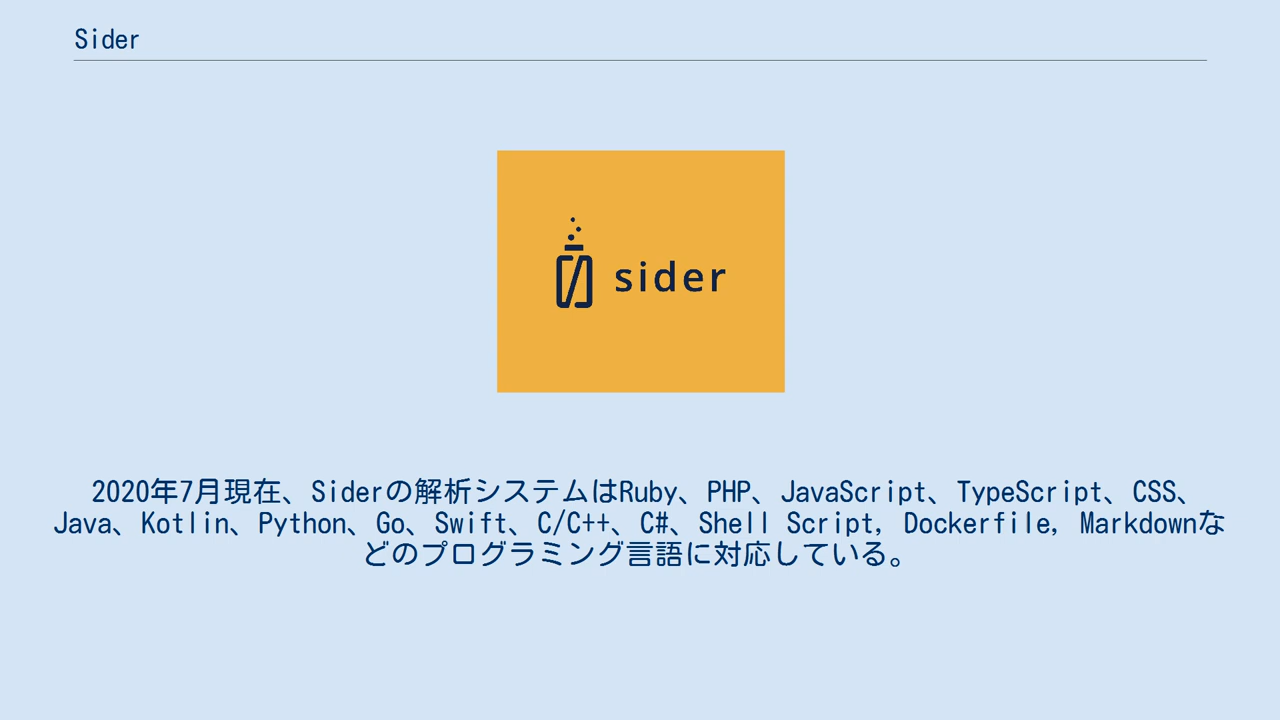 Sider
sider
2020年7月現在、Siderの解析システムはRuby、PHP、JavaScript、TypeScript、CSS、
Java、Kotlin、Python、Go、Swift、C/C++、C#、Shell Script, Dockerfile, Markdownな
どのプログラミング言語に対応している。